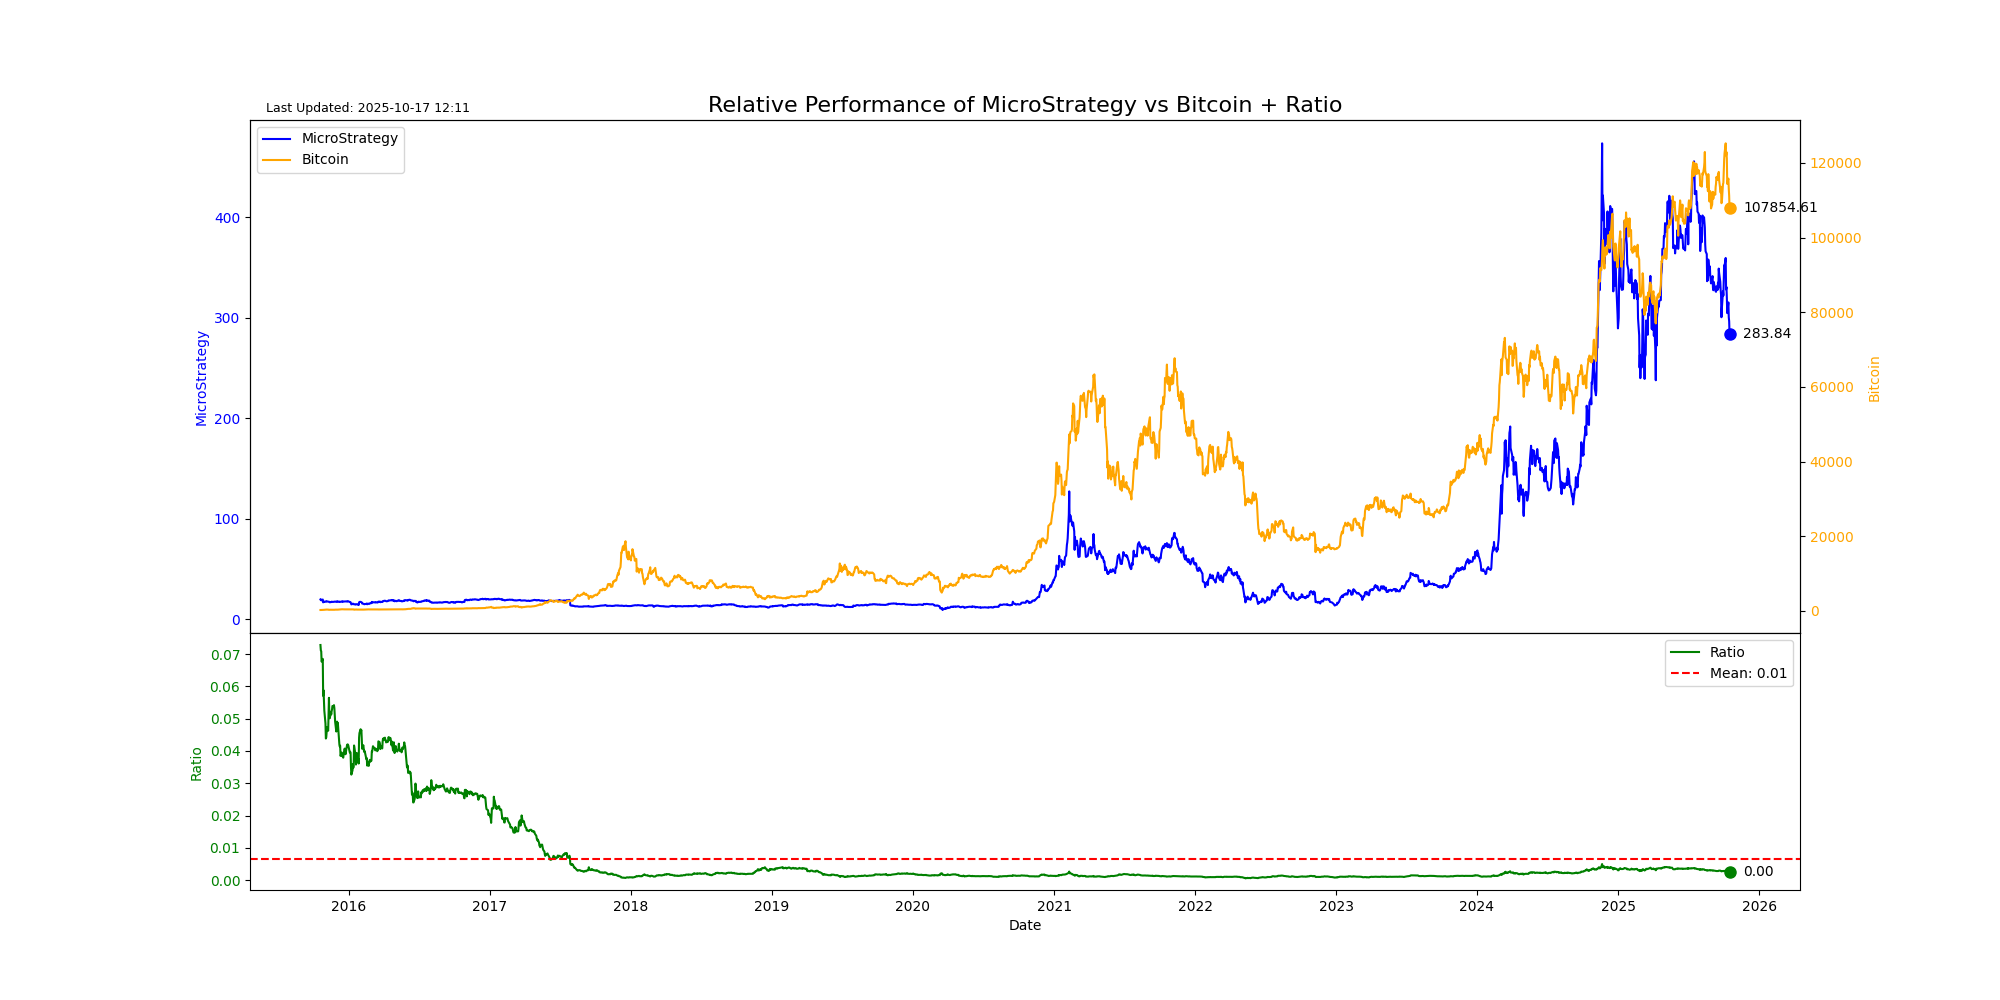 Last Updated: 2025-10-17 12:11
Relative Performance of MicroStrategy vs Bitcoin + Ratio
MicroStrategy
Bitcoin
400
300
200
100
0
MicroStrategy
120000
100000
80000
60000
40000
20000
0
Bitcoin
107854.61
283.84
0.07
0.06
0.05
0.04
0.03
0.02
0.01
0.00
Ratio
Ratio
Mean: 0.01
0.00
2016 2017 2018 2019 2020 2021 2022 2023 2024 2025 2026
Date